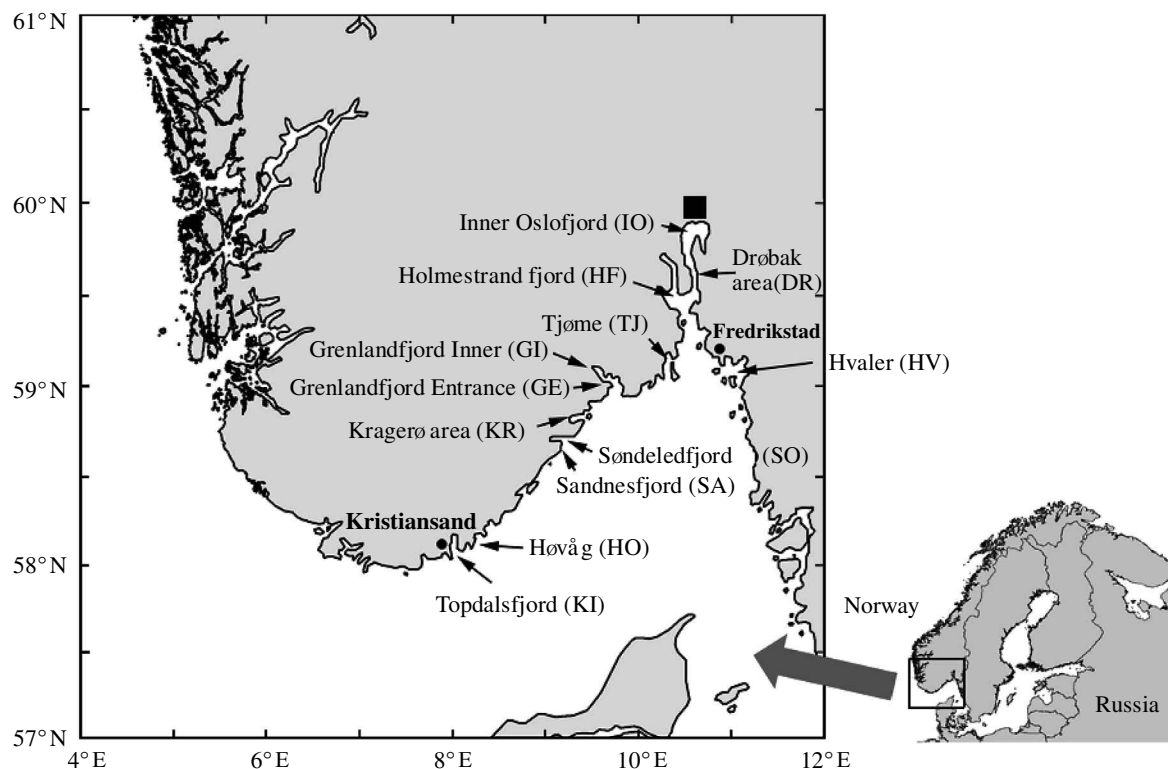 61°N
60°N
59°N
58°N
57°N
4°E
6°E
8°E
10°E
12°E
Inner Oslofjord (IO)
Drøbak
area(DR)
Holmestrand fjord (HF)
Tjøme (TJ)
Fredrikstad
Grenlandfjord Inner (GI)
Hvaler (HV)
Grenlandfjord Entrance (GE)
Kragerø area (KR)
Søndeledfjord (SO)
Sandnesfjord (SA)
Kristiansand
Høvåg (HO)
Topdalsfjord (KI)
Norway
Russia